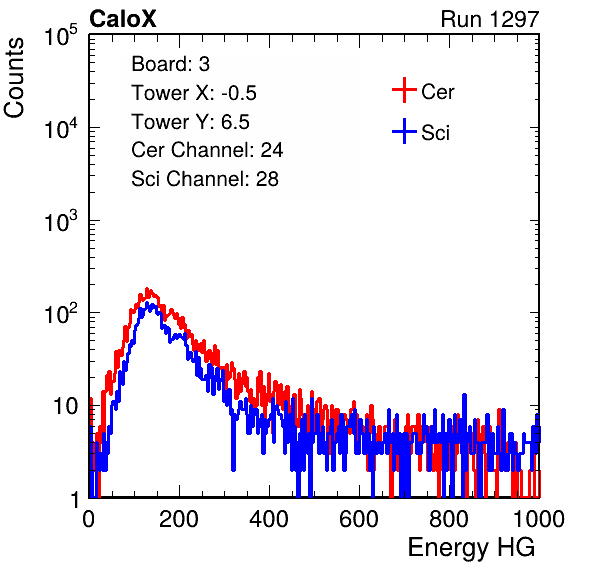 CaloX Run 1297
Counts
10^5
10^4
10^3
10^2
10
1
Board: 3
Tower X: -0.5
Tower Y: 6.5
Cer Channel: 24
Sci Channel: 28
Cer
Sci
0 200 400 600 800 1000
Energy HG